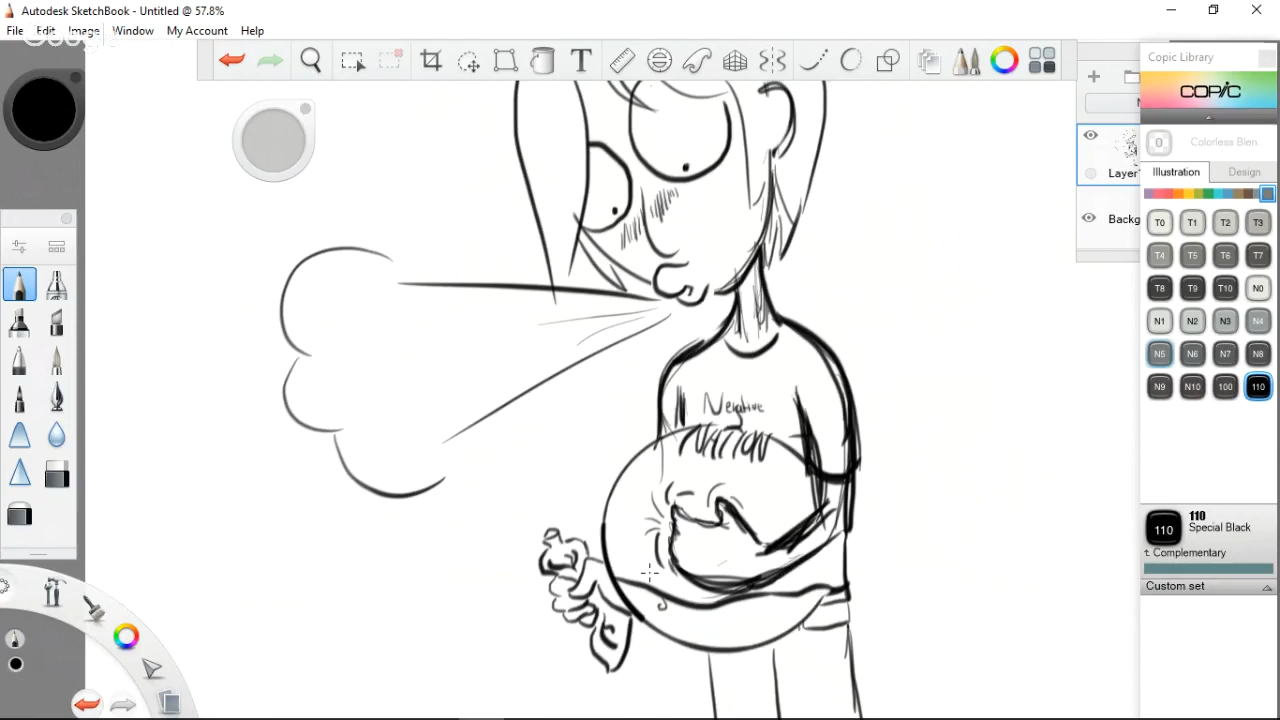 Autodesk SketchBook - Untitled @ 57.8%
File Edit Image Window My Account Help
T
Copic Library
COPIC
0 Colorless Blen
Illustration Design
Layer
Backg
T0 T1 T2 T3
T4 T5 T6 T7
T8 T9 T10 N0
N1 N2 N3 N4
N5 N6 N7 N8
N9 N10 100 110
Negative
NATION
110 110
Special Black
Complementary
Custom set